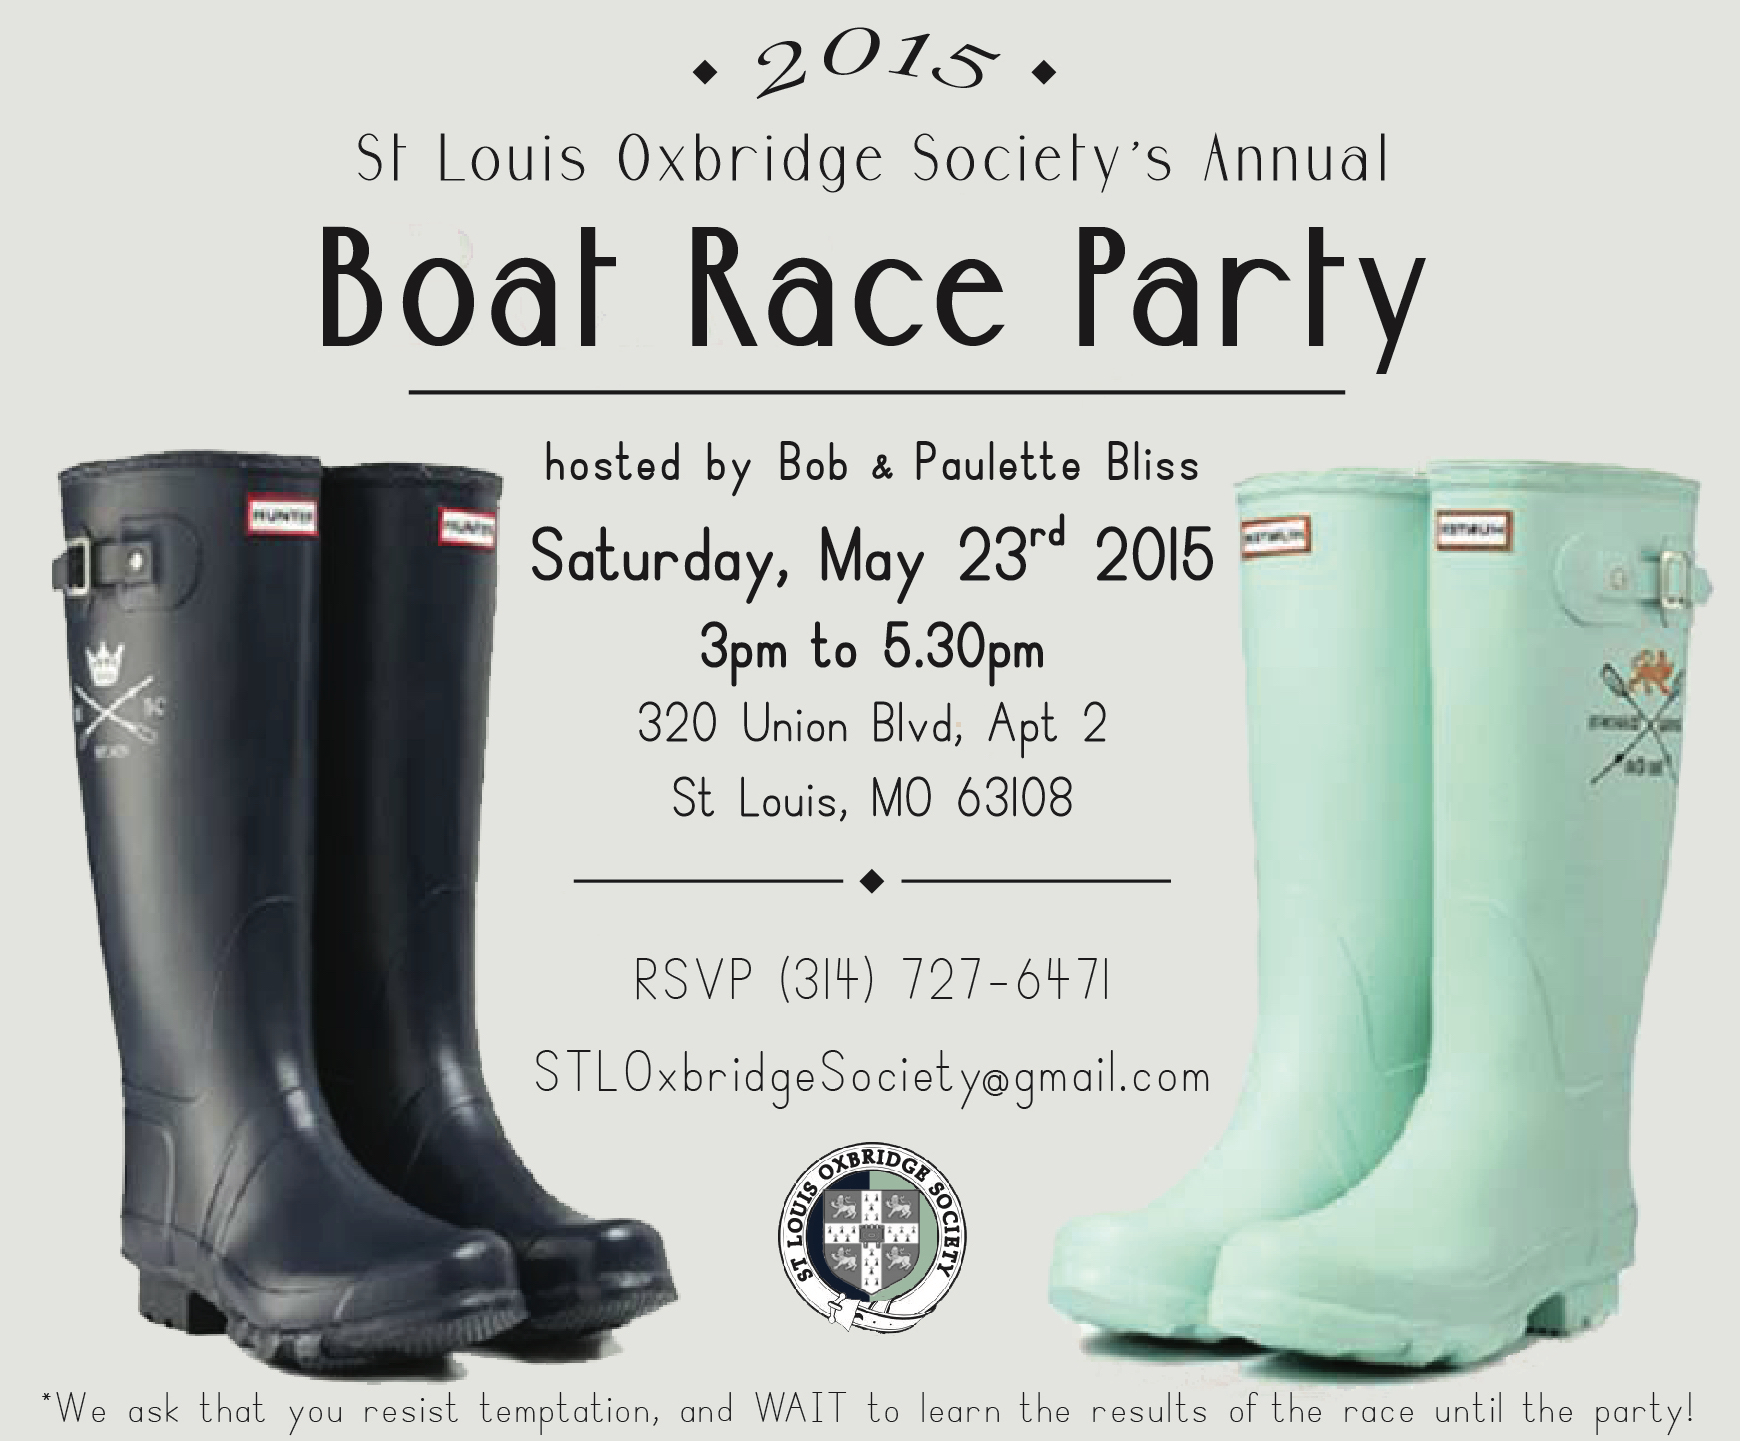 2015
St Louis Oxbridge Society's Annual
Boat Race Party
hosted by Bob & Paulette Bliss
Saturday, May 23rd 2015
3pm to 5.30pm
320 Union Blvd; Apt 2
St Louis, MO 63108
RSVP (314) 727-6471
STLOxbridgeSociety@gmail.com
ST LOUIS OXBRIDGE SOCIETY
HUNTER
HUNTER
*We ask that you resist temptation, and WAIT to learn the results of the race until the party!